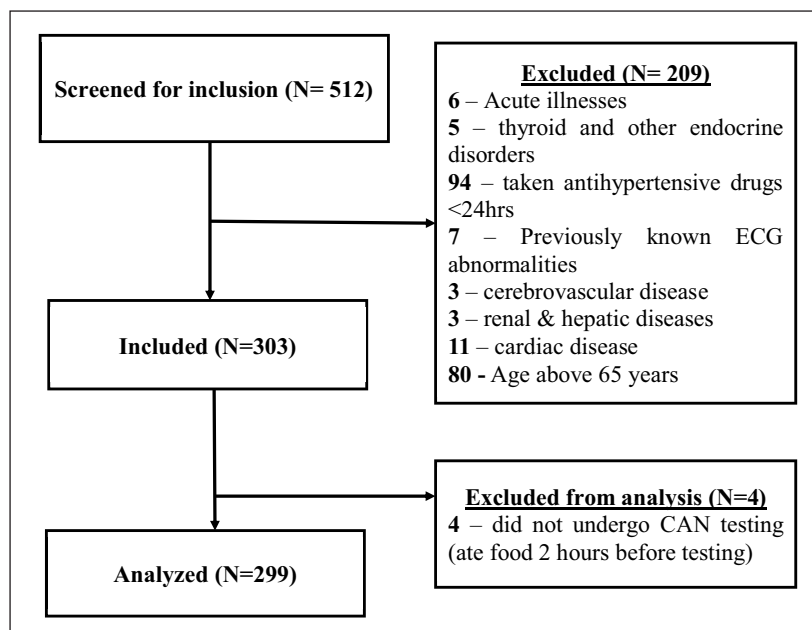 Screened for inclusion (N= 512)
Excluded (N= 209)
6 – Acute illnesses
5 – thyroid and other endocrine
disorders
94 – taken antihypertensive drugs
<24hrs
7 – Previously known ECG
abnormalities
3 – cerebrovascular disease
3 – renal & hepatic diseases
11 – cardiac disease
80 - Age above 65 years
Included (N=303)
Excluded from analysis (N=4)
4 – did not undergo CAN testing
(ate food 2 hours before testing)
Analyzed (N=299)